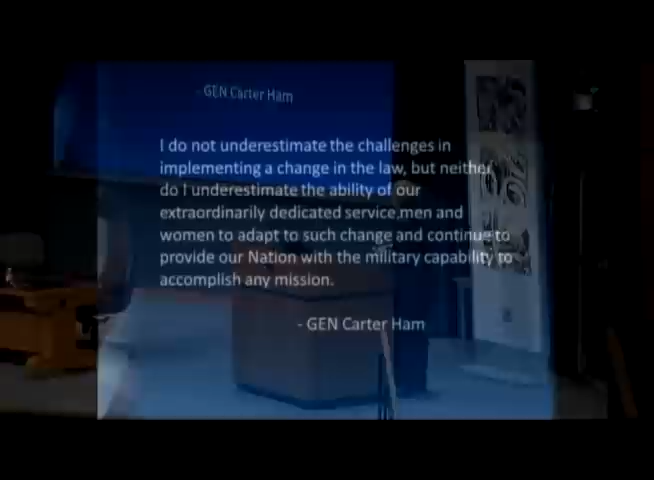 - GEN Carter Ham
I do not underestimate the challenges in
implementing a change in the law, but neither
do I underestimate the ability of our
extraordinarily dedicated service,men and
women to adapt to such change and continue to
provide our Nation with the military capability to
accomplish any mission.
- GEN Carter Ham